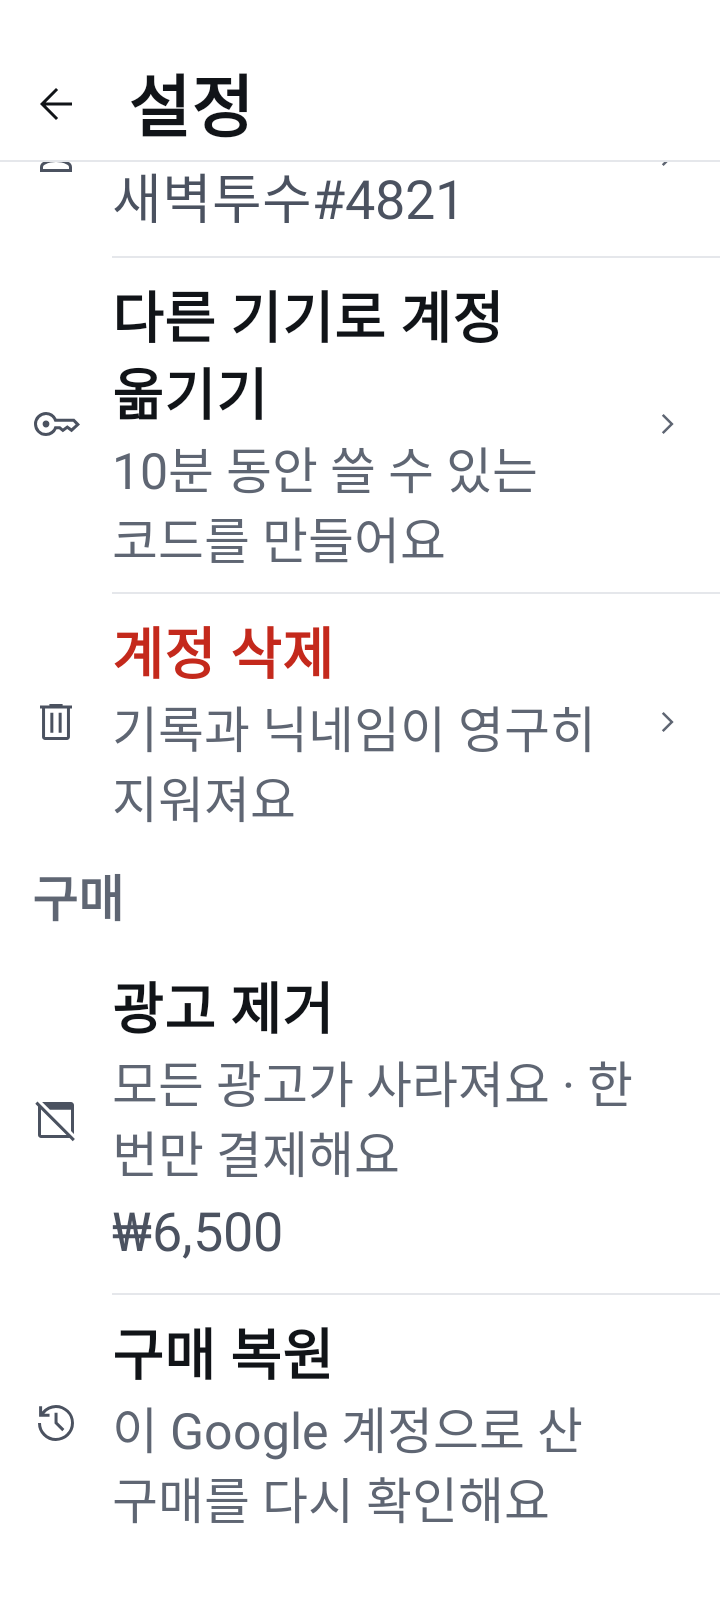 설정
새벽투수#4821
다른 기기로 계정
옮기기
10분 동안 쓸 수 있는
코드를 만들어요
계정 삭제
기록과 닉네임이 영구히
지워져요
구매
광고 제거
모든 광고가 사라져요 · 한
번만 결제해요
₩6,500
구매 복원
이 Google 계정으로 산
구매를 다시 확인해요